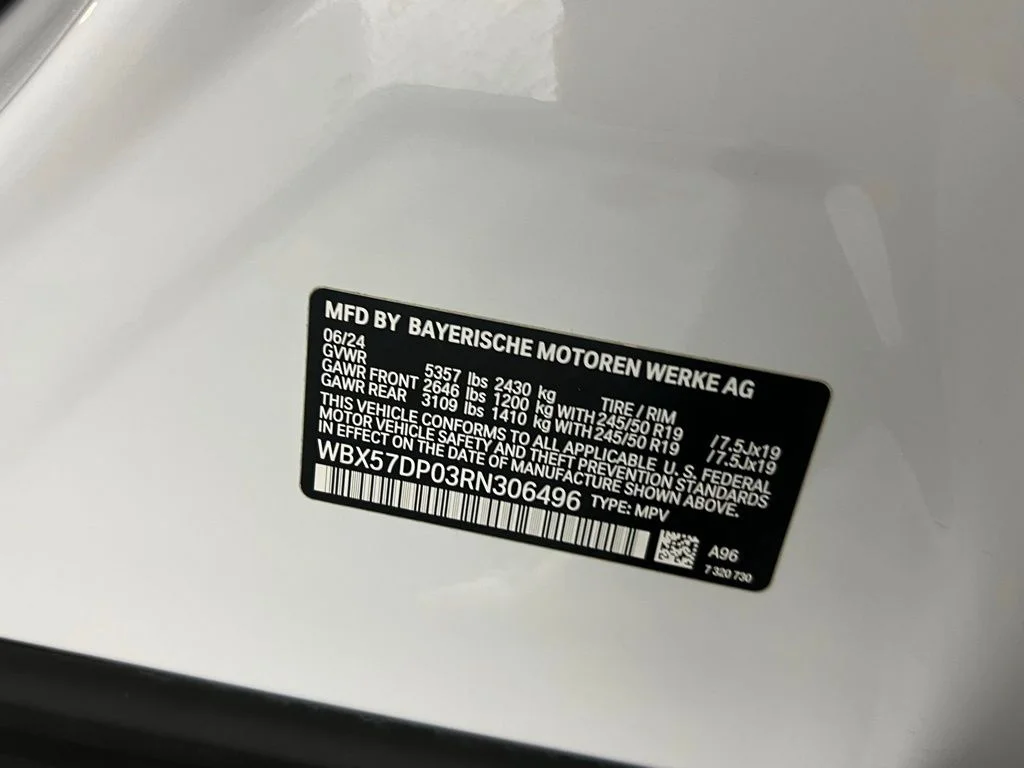 MFD BY BAYERISCHE MOTOREN WERKE AG
06/24
GVWR 5357 lbs 2430 kg TIRE / RIM
GAWR FRONT 2646 lbs 1200 kg WITH 245/50 R19 /7.5Jx19
GAWR REAR 3109 lbs 1410 kg WITH 245/50 R19 /7.5Jx19
THIS VEHICLE CONFORMS TO ALL APPLICABLE U. S. FEDERAL
MOTOR VEHICLE SAFETY AND THEFT PREVENTION STANDARDS
IN EFFECT ON THE DATE OF MANUFACTURE SHOWN ABOVE.
WBX57DP03RN306496 TYPE: MPV
A96
7 320 730